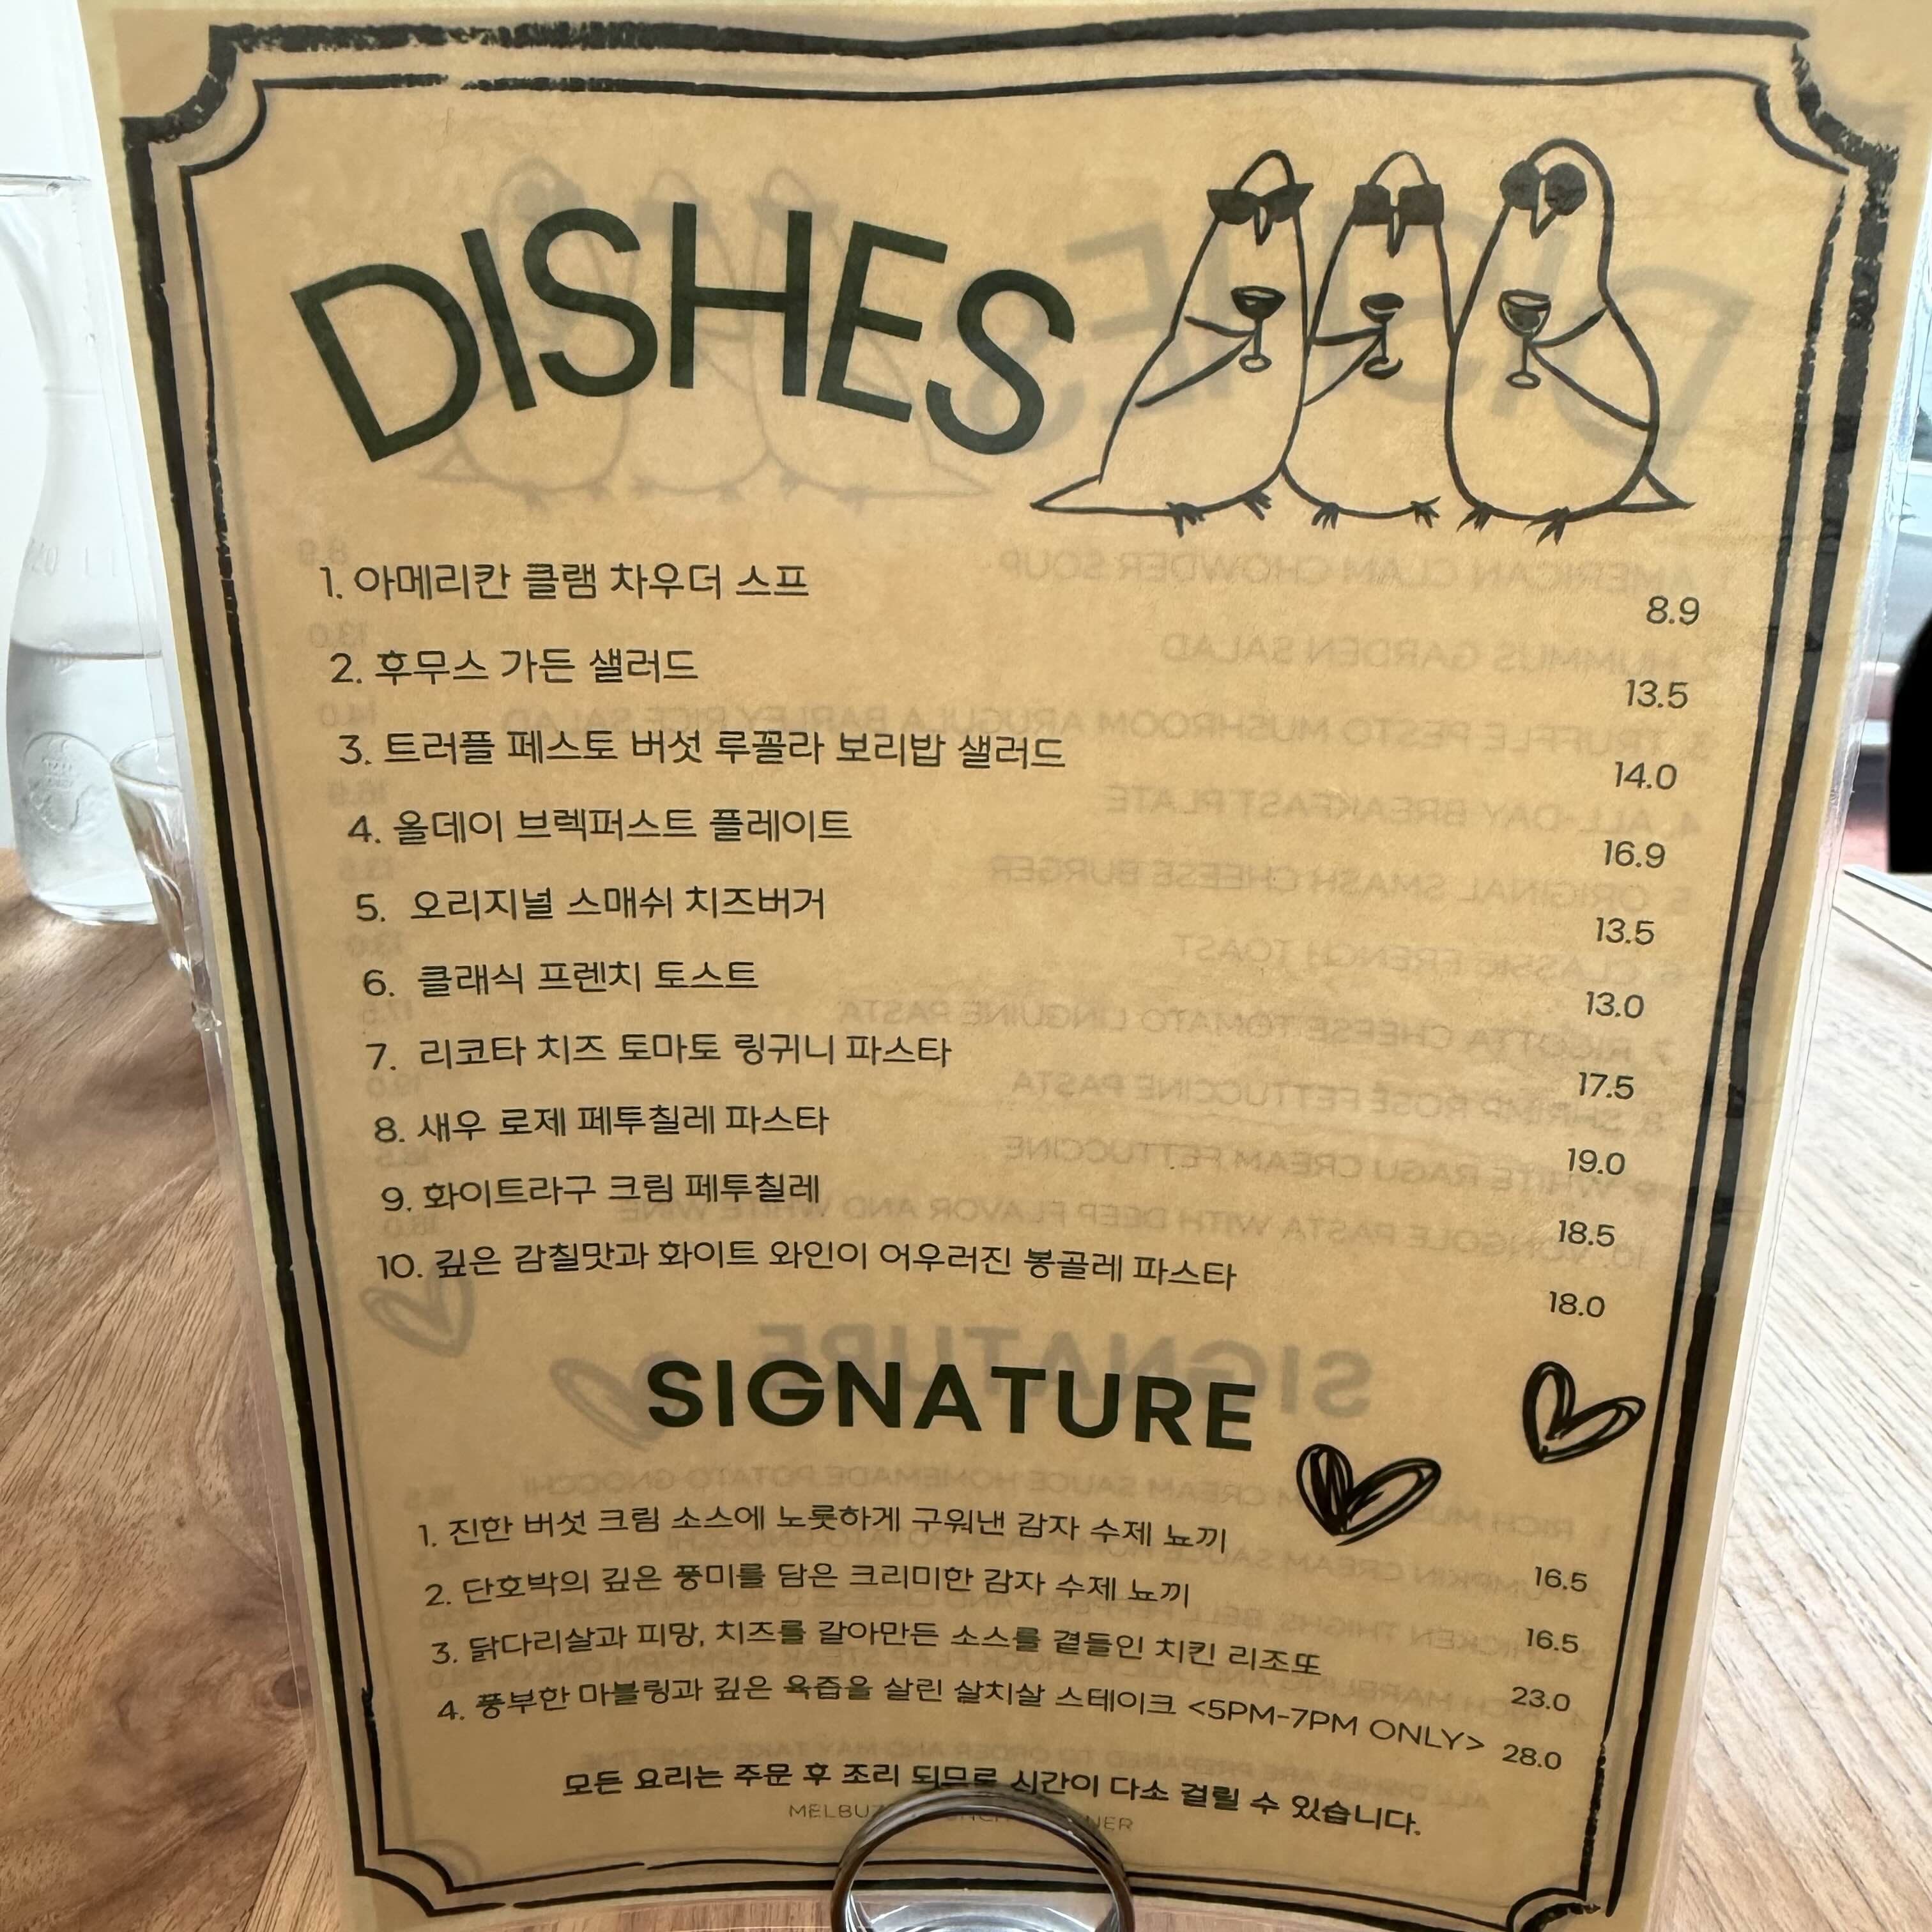 DISHES
1. 아메리칸 클램 차우더 스프 8.9
2. 후무스 가든 샐러드 13.5
3. 트러플 페스토 버섯 루꼴라 보리밥 샐러드 14.0
4. 올데이 브렉퍼스트 플레이트 16.9
5. 오리지널 스매쉬 치즈버거 13.5
6. 클래식 프렌치 토스트 13.0
7. 리코타 치즈 토마토 링귀니 파스타 17.5
8. 새우 로제 페투칠레 파스타 19.0
9. 화이트라구 크림 페투칠레 18.5
10. 깊은 감칠맛과 화이트 와인이 어우러진 봉골레 파스타 18.0
SIGNATURE
1. 진한 버섯 크림 소스에 노릇하게 구워낸 감자 수제 뇨끼 16.5
2. 단호박의 깊은 풍미를 담은 크리미한 감자 수제 뇨끼 16.5
3. 닭다리살과 피망, 치즈를 갈아만든 소스를 곁들인 치킨 리조또 23.0
4. 풍부한 마블링과 깊은 육즙을 살린 살치살 스테이크 <5PM-7PM ONLY> 28.0
모든 요리는 주문 후 조리 되므로 시간이 다소 걸릴 수 있습니다.